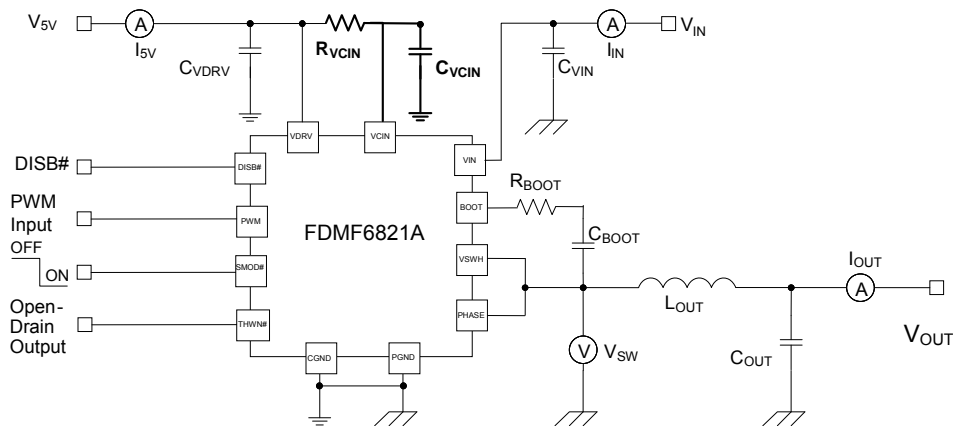 V5V
A
I5V
RVCIN
CVDRV
CVCIN
A
IIN
VIN
CVIN
VDRV
VCIN
DISB#
DISB#
VIN
RBOOT
BOOT
PWM
Input
PWM
FDMF6821A
CBOOT
OFF
ON
SMOD#
VSWH
IOUT
A
LOUT
Open-
Drain
Output
THWN#
PHASE
VOUT
CGND
PGND
V
VSW
COUT